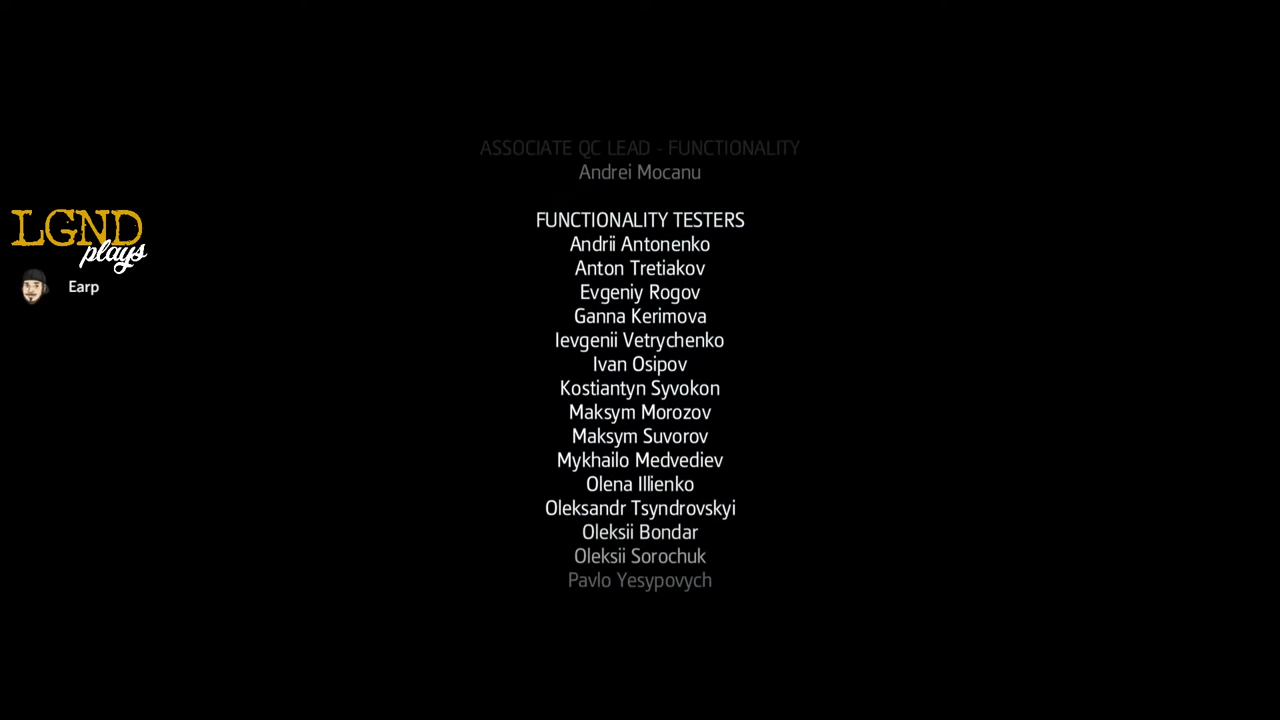 LGND
plays
Earp
ASSOCIATE QC LEAD - FUNCTIONALITY
Andrei Mocanu
FUNCTIONALITY TESTERS
Andrii Antonenko
Anton Tretiakov
Evgeniy Rogov
Ganna Kerimova
Ievgenii Vetrychenko
Ivan Osipov
Kostiantyn Syvokon
Maksym Morozov
Maksym Suvorov
Mykhailo Medvediev
Olena Illienko
Oleksandr Tsyndrovskyi
Oleksii Bondar
Oleksii Sorochuk
Pavlo Yesypovych